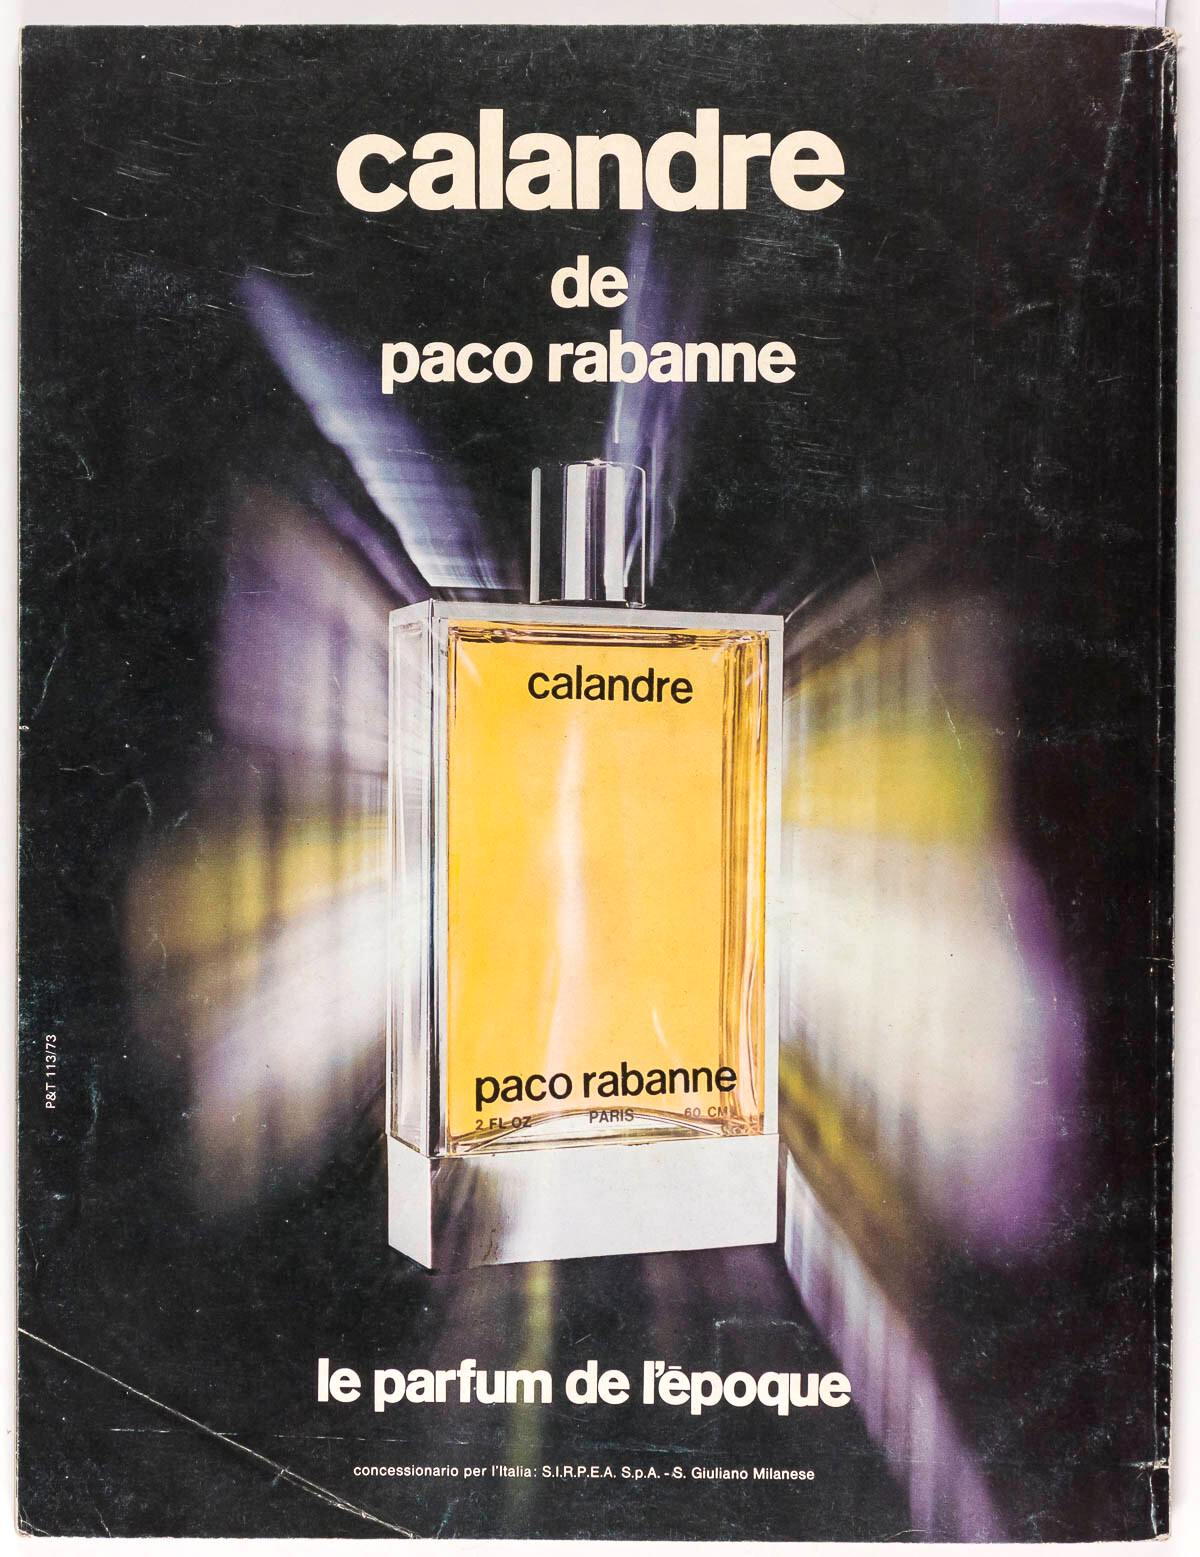 calandre
de
paco rabanne
calandre
paco rabanne
2 FL OZ PARIS 60 CM³
P&T 113/73
le parfum de l'époque
concessionario per l'Italia: S.I.R.P.E.A. S.p.A. - S. Giuliano Milanese